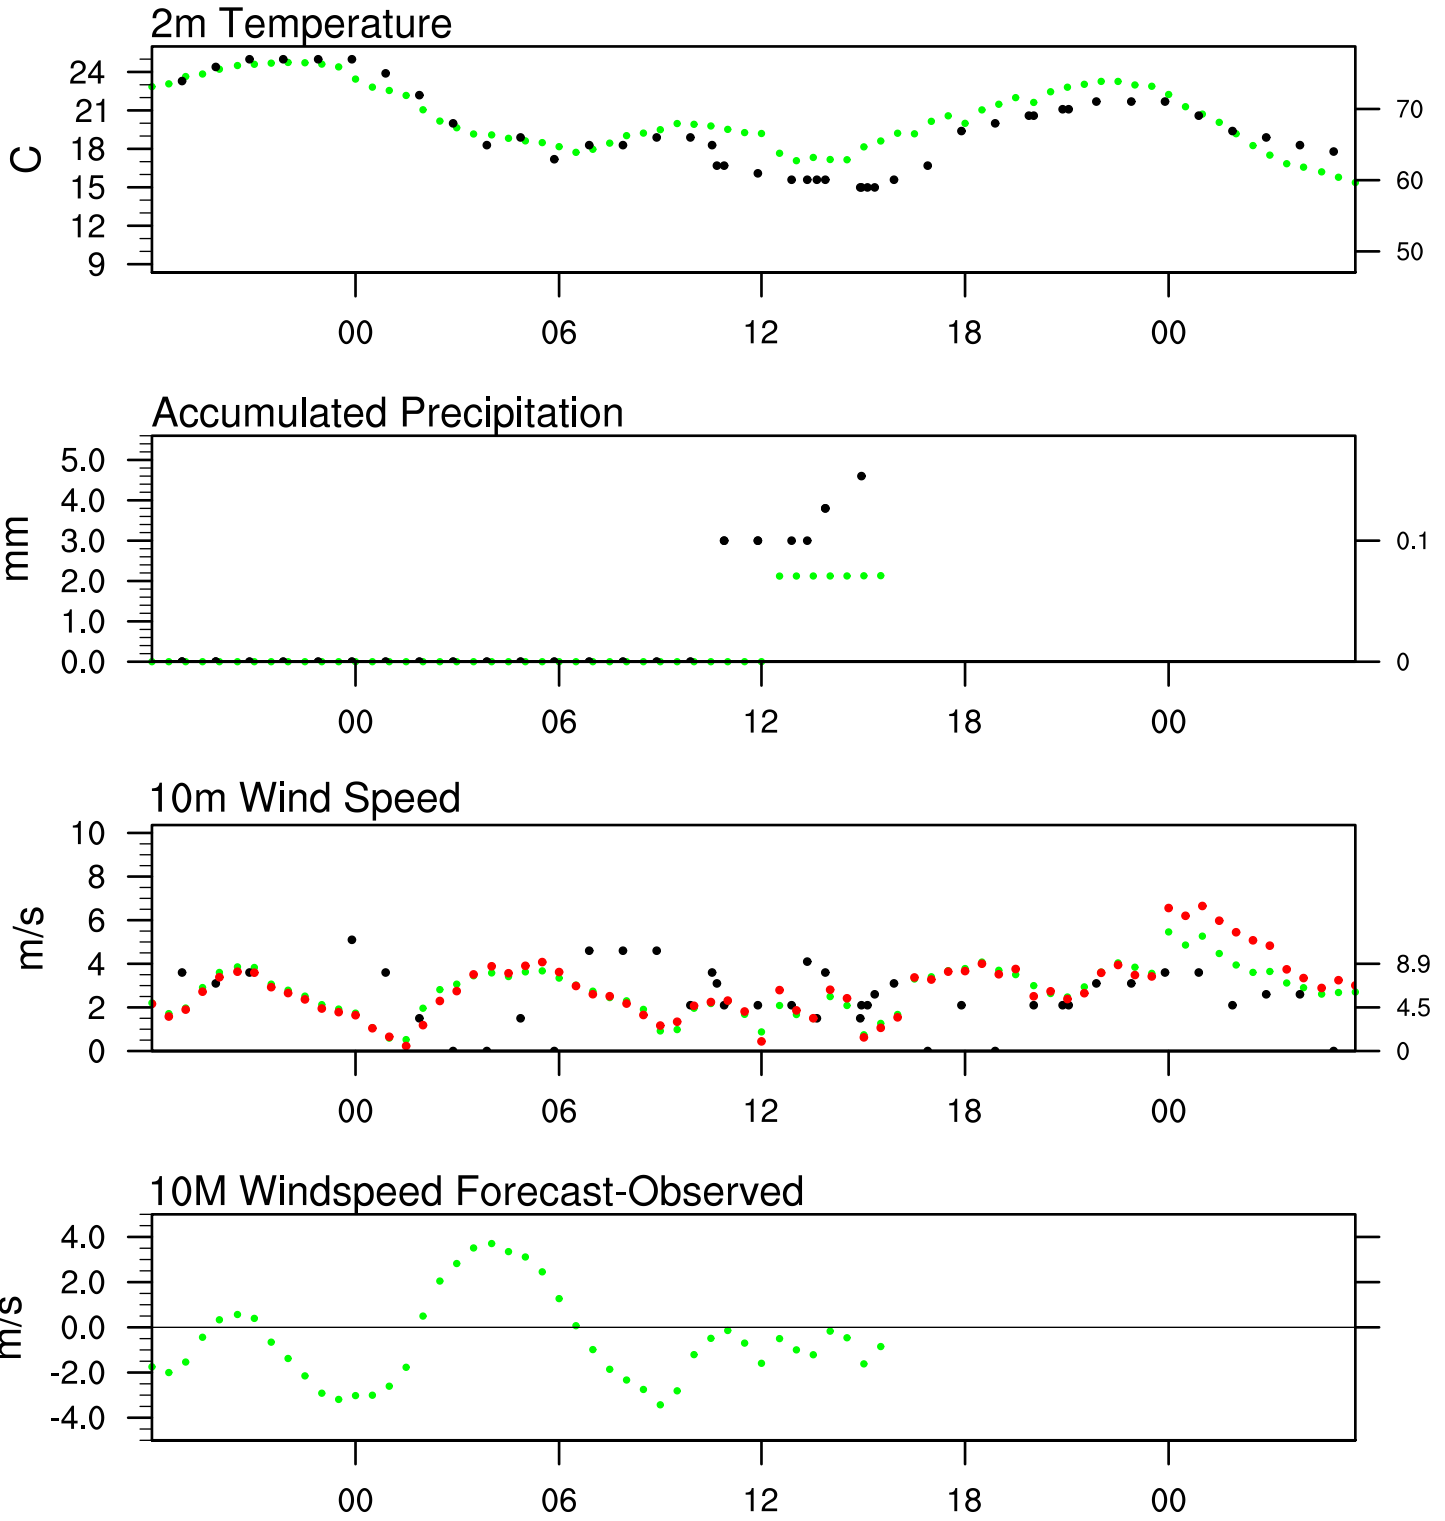 2m Temperature
24
21
18
15
12
9
C
70
60
50
00 06 12 18 00
Accumulated Precipitation
5.0
4.0
3.0
2.0
1.0
0.0
mm
0.1
0
00 06 12 18 00
10m Wind Speed
10
8
6
4
2
0
m/s
8.9
4.5
0
00 06 12 18 00
10M Windspeed Forecast-Observed
4.0
2.0
0.0
-2.0
-4.0
m/s
00 06 12 18 00